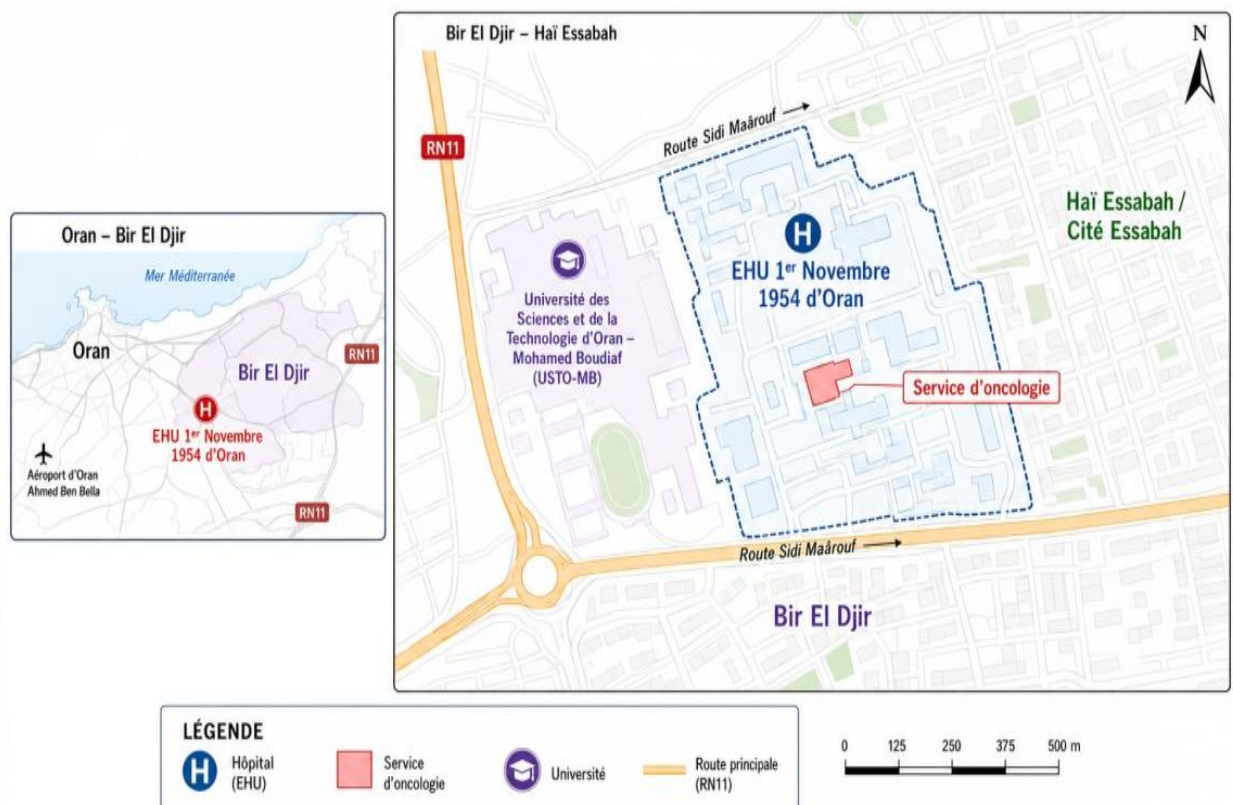 Bir El Djir – Haï Essabah
N
RN11
Route Sidi Maârouf
Haï Essabah /
Cité Essabah
H
EHU 1er Novembre
1954 d'Oran
Université des
Sciences et de la
Technologie d'Oran –
Mohamed Boudiaf
(USTO-MB)
Service d'oncologie
Route Sidi Maârouf
Bir El Djir
Oran – Bir El Djir
Mer Méditerranée
Oran
RN11
Bir El Djir
H
EHU 1er Novembre
1954 d'Oran
Aéroport d'Oran
Ahmed Ben Bella
RN11
LÉGENDE
H
Hôpítal
(EHU)
Service
d'oncologie
Université
Route principale
(RN11)
0 125 250 375 500 m